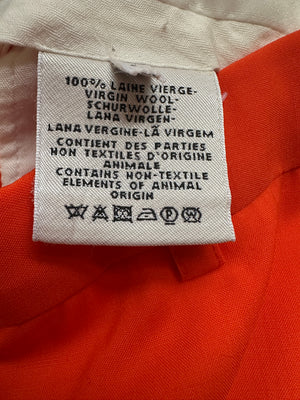 100% LAINE VIERGE-
VIRGIN WOOL-
SCHURWOLLE-
LANA VIRGEN-
LANA VERGINE-LÃ VIRGEM
CONTIENT DES PARTIES
NON TEXTILES D'ORIGINE
ANIMALE
CONTAINS NON-TEXTILE
ELEMENTS OF ANIMAL
ORIGIN
P W